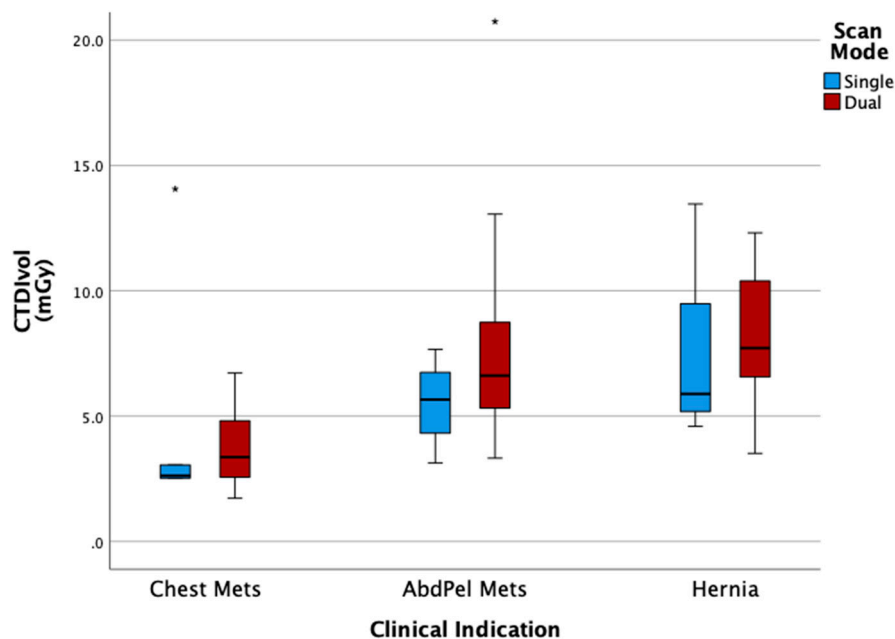 20.0
15.0
10.0
5.0
.0
CTDIvol
(mGy)
Chest Mets
AbdPel Mets
Hernia
Clinical Indication
Scan
Mode
Single
Dual
*
*